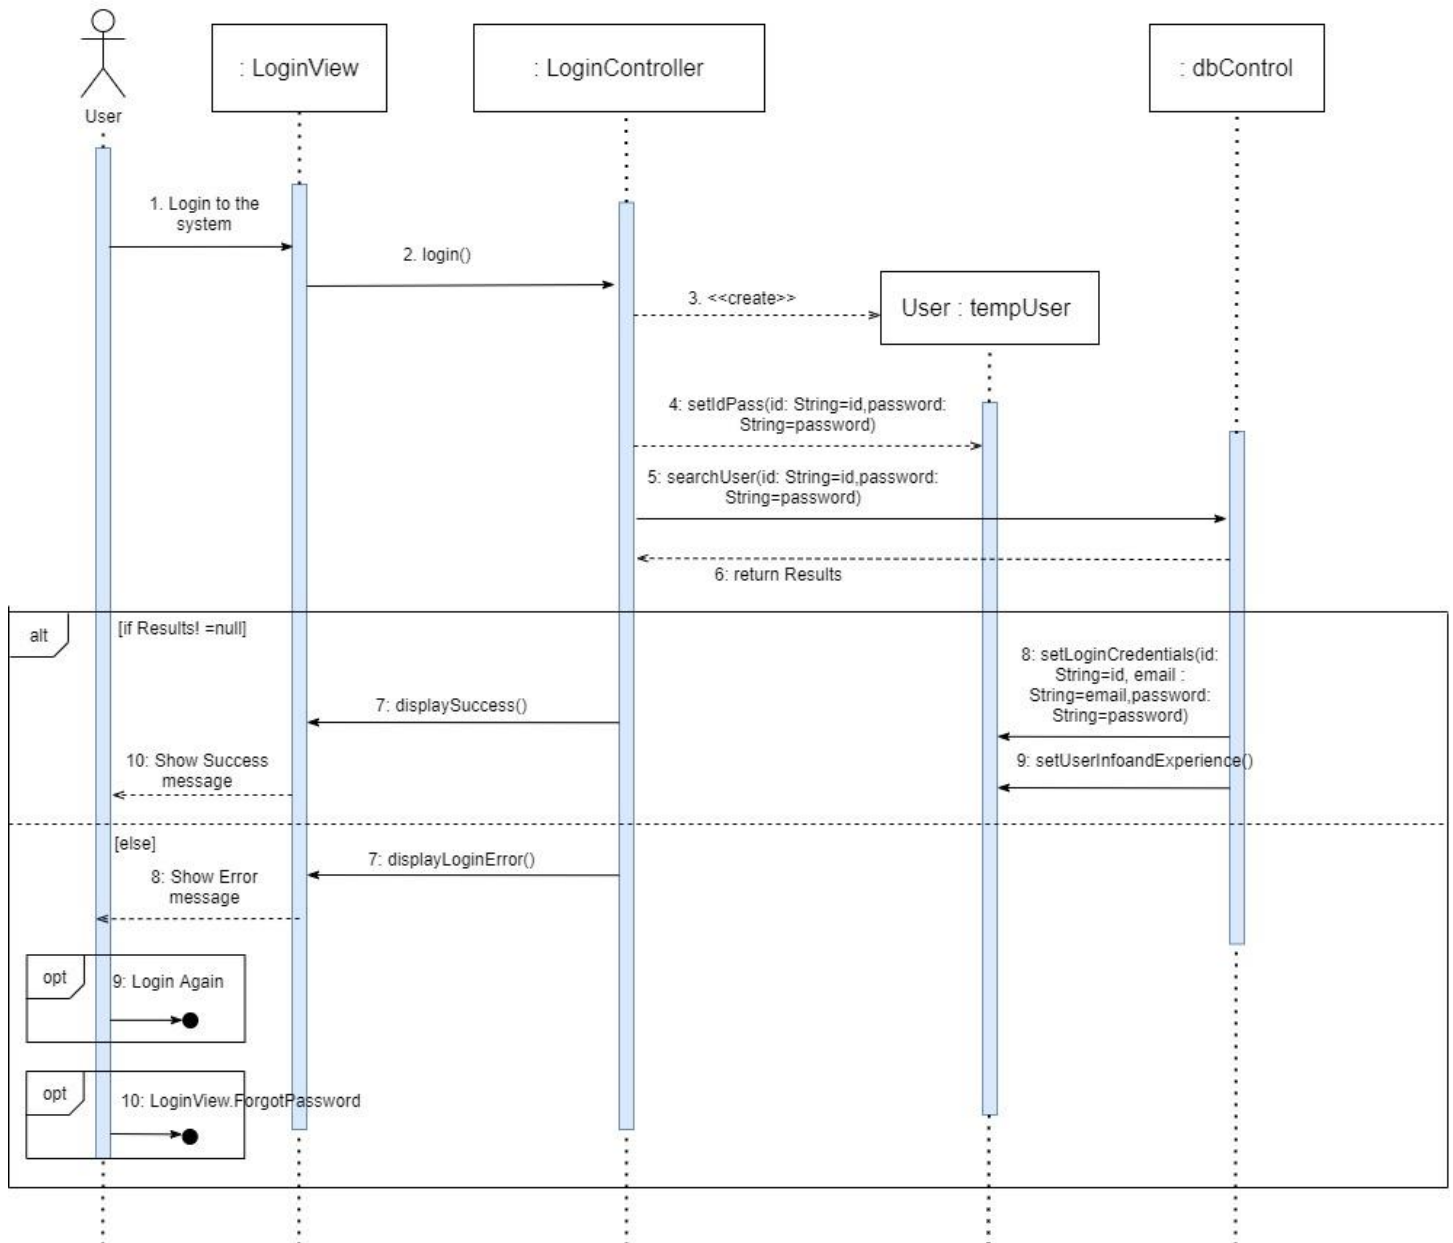 User
: LoginView
: LoginController
: dbControl
1. Login to the
system
2. login()
3. <<create>>
User : tempUser
4: setIdPass(id: String=id,password:
String=password)
5: searchUser(id: String=id,password:
String=password)
6: return Results
alt
[if Results! =null]
8: setLoginCredentials(id:
String=id, email :
String=email,password:
String=password)
7: displaySuccess()
10: Show Success
message
9: setUserInfoandExperience()
[else]
7: displayLoginError()
8: Show Error
message
opt
9: Login Again
opt
10: LoginView.ForgotPassword